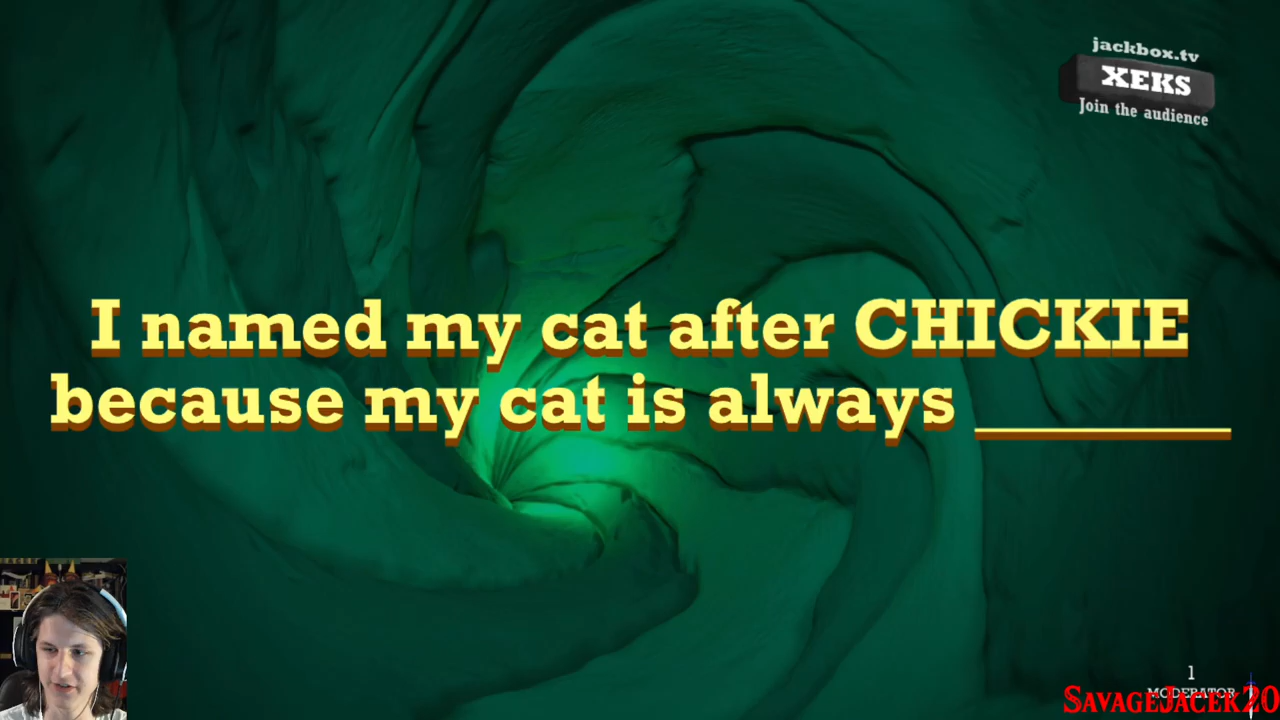 jackbox.tv
XEKS
Join the audience
I named my cat after CHICKIE
because my cat is always ________
1
MODERATOR
SavageJacek20